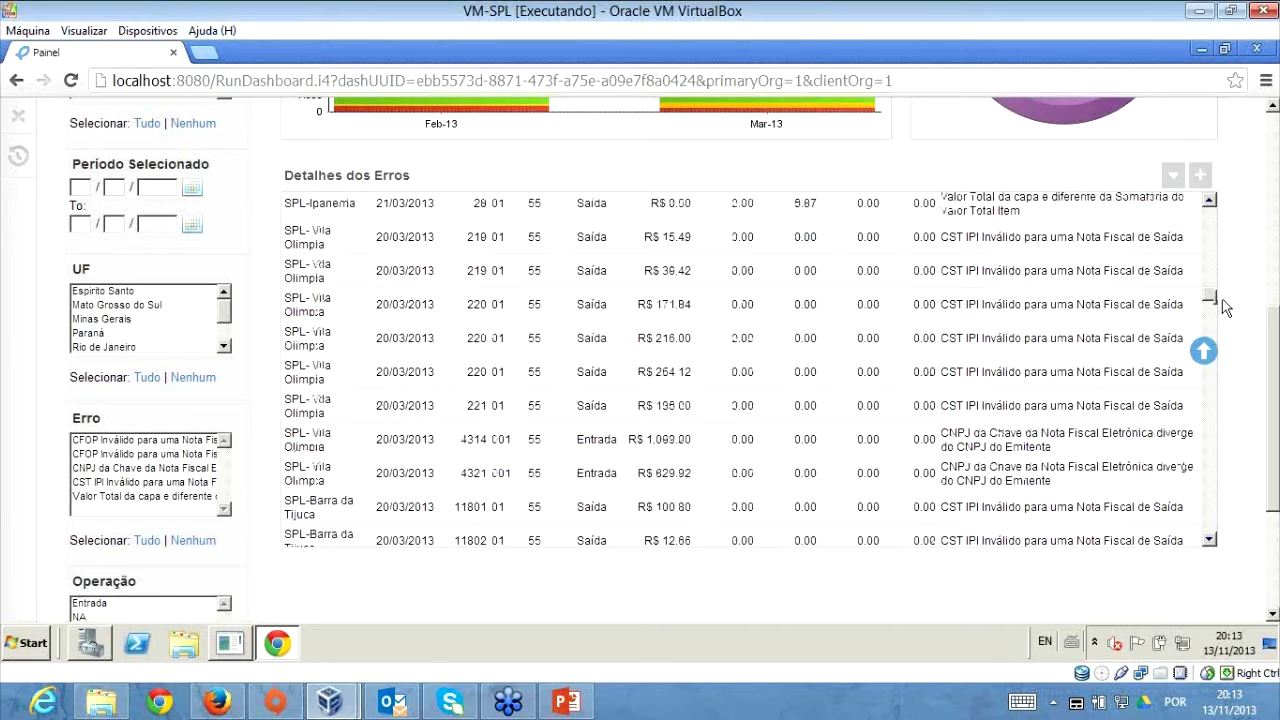 VM-SPL [Executando] - Oracle VM VirtualBox
Máquina Visualizar Dispositivos Ajuda (H)
Painel
localhost:8080/RunDashboard.i4?dashUUID=ebb5573d-8871-473f-a75e-a09e7f8a0424&primaryOrg=1&clientOrg=1
0
Feb-13 Mar-13
Selecionar: Tudo | Nenhum
Período Selecionado
/ /
To:
/ /
UF
Espirito Santo
Mato Grosso do Sul
Minas Gerais
Paraná
Rio de Janeiro
Selecionar: Tudo | Nenhum
Erro
CFOP Inválido para uma Nota Fis
CFOP Inválido para uma Nota Fis
CNPJ da Chave da Nota Fiscal E
CST IPI Inválido para uma Nota F
Valor Total da capa e diferente
Selecionar: Tudo | Nenhum
Operação
Entrada
NA
Detalhes dos Erros
SPL-Ipanema 21/03/2013 28 01 55 Saída R$ 0.00 0.00 9.87 0.00 0.00 Valor Total da capa e diferente da Somatória do
Valor Total Item
SPL- Vila
Olimpia 20/03/2013 219 01 55 Saída R$ 15.49 0.00 0.00 0.00 0.00 CST IPI Inválido para uma Nota Fiscal de Saída
SPL- Vila
Olimpia 20/03/2013 219 01 55 Saída R$ 39.42 0.00 0.00 0.00 0.00 CST IPI Inválido para uma Nota Fiscal de Saída
SPL- Vila
Olimpia 20/03/2013 220 01 55 Saída R$ 171.84 0.00 0.00 0.00 0.00 CST IPI Inválido para uma Nota Fiscal de Saída
SPL- Vila
Olimpia 20/03/2013 220 01 55 Saída R$ 216.00 0.00 0.00 0.00 0.00 CST IPI Inválido para uma Nota Fiscal de Saída
SPL- Vila
Olimpia 20/03/2013 220 01 55 Saída R$ 264 12 0.00 0.00 0.00 0.00 CST IPI Inválido para uma Nota Fiscal de Saída
SPL- Vila
Olimpia 20/03/2013 221 01 55 Saída R$ 0.00 0.00 0.00 0.00 CST IPI Inválido para uma Nota Fiscal de Saída
SPL- Vila
Olimpia 20/03/2013 4314 001 55 Entrada R$ 0.00 0.00 0.00 0.00 CNPJ da Chave da Nota Fiscal Eletrônica diverge
do CNPJ do Emitente
SPL- Vila
Olimpia 20/03/2013 4321 001 55 Entrada R$ 629.92 0.00 0.00 0.00 0.00 CNPJ da Chave da Nota Fiscal Eletrônica diverge
do CNPJ do Emitente
SPL-Barra da
Tijuca 20/03/2013 11801 01 55 Saída R$ 100 80 0.00 0.00 0.00 0.00 CST IPI Inválido para uma Nota Fiscal de Saída
SPL-Barra da
20/03/2013 11802 01 55 Saída R$ 12.66 0.00 0.00 0.00 0.00 CST IPI Inválido para uma Nota Fiscal de Saída
Start EN 20:13
13/11/2013
Right Ctrl
POR 20:13
13/11/2013